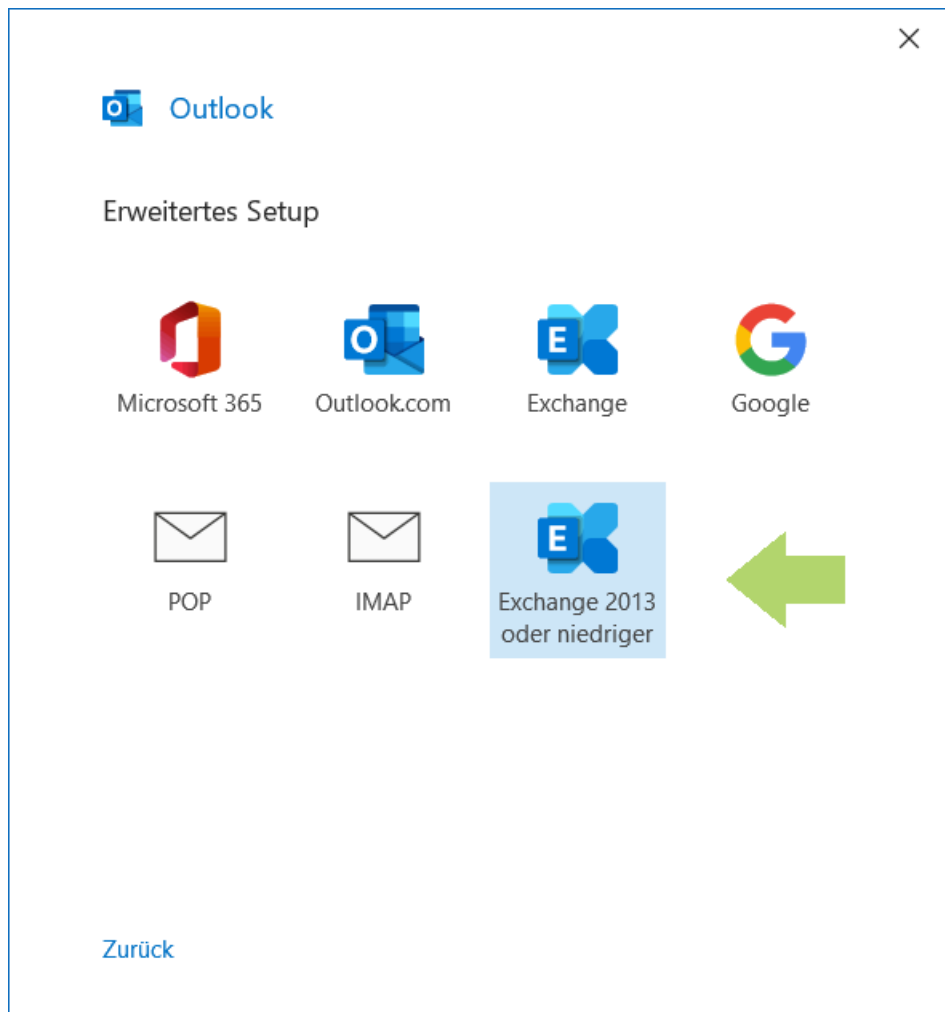 Outlook
Erweitertes Setup
Microsoft 365
Outlook.com
Exchange
Google
POP
IMAP
Exchange 2013
oder niedriger
Zurück